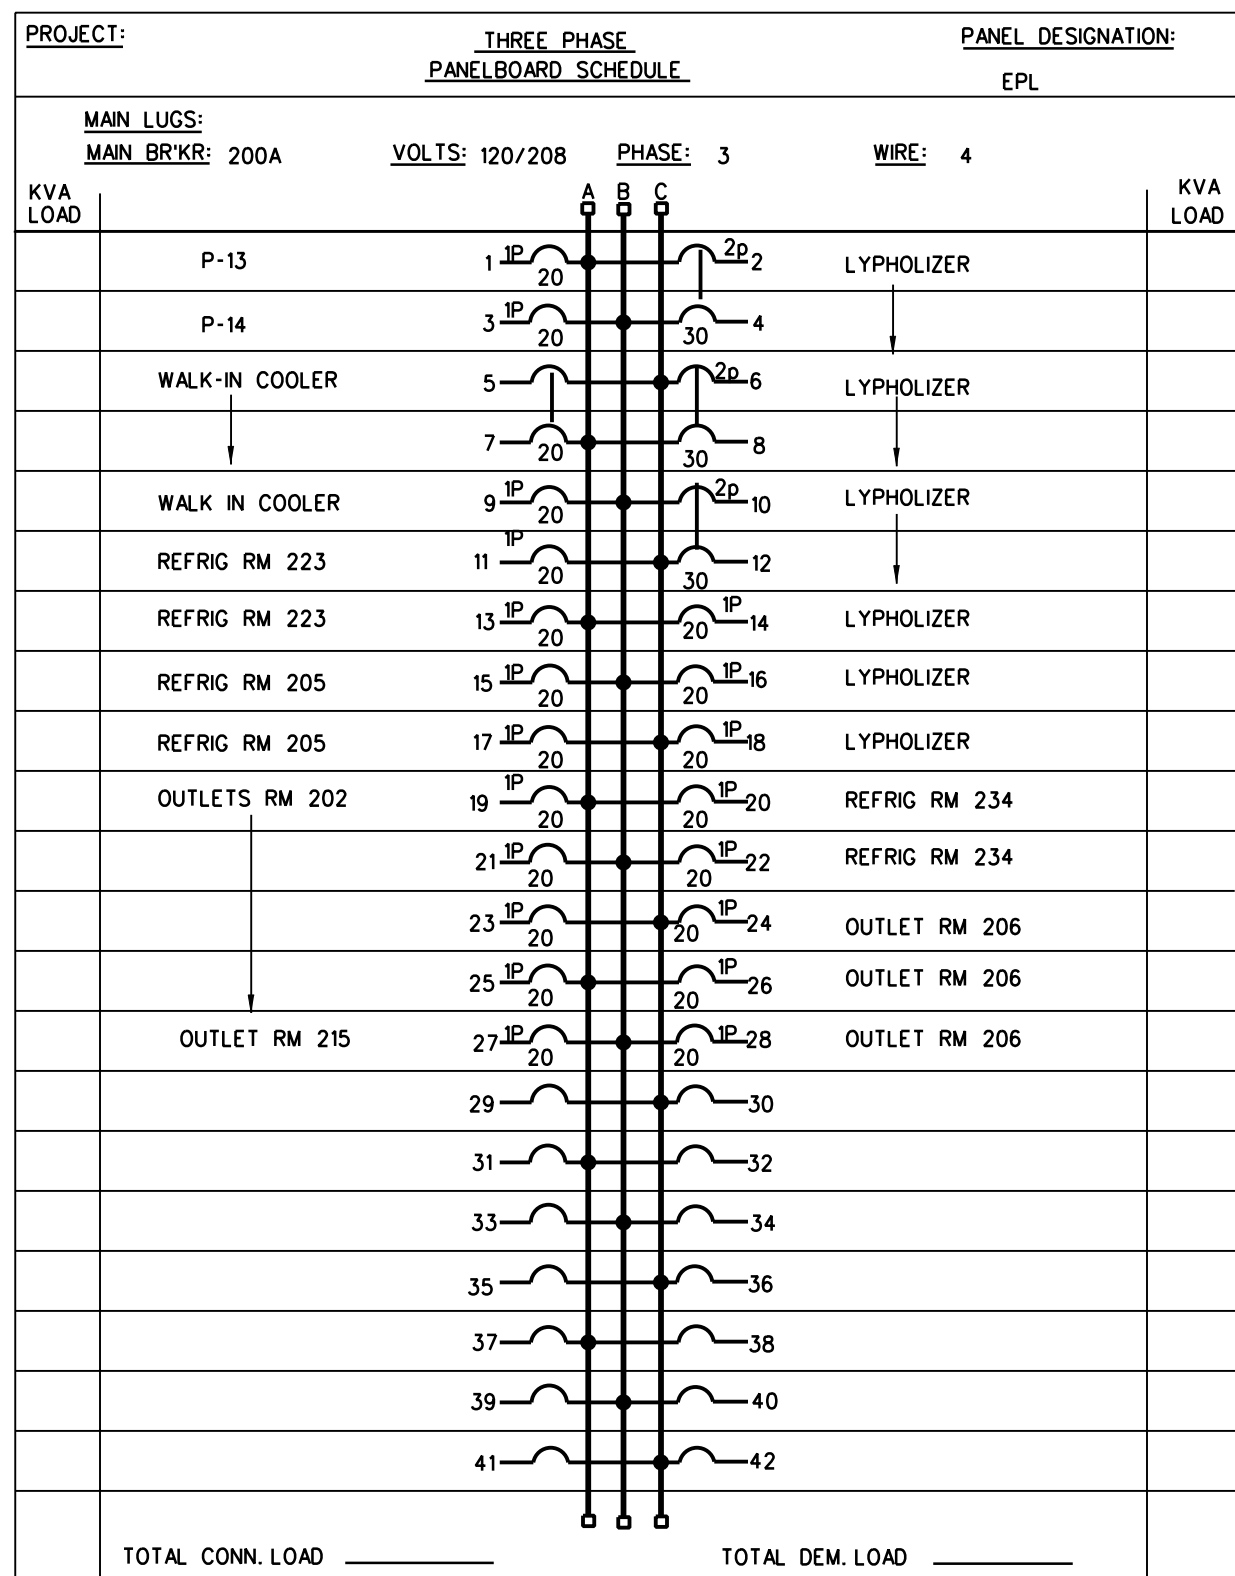 PROJECT: THREE PHASE PANEL DESIGNATION:
PANELBOARD SCHEDULE
EPL
MAIN LUGS:
MAIN BR'KR: 200A VOLTS: 120/208 PHASE: 3 WIRE: 4
KVA LOAD A B C KVA LOAD
P-13 1 1P 20 2p 2 LYPHOLIZER
P-14 3 1P 20 30 4
WALK-IN COOLER 5 2p 6 LYPHOLIZER
7 20 30 8
WALK IN COOLER 9 1P 20 2p 10 LYPHOLIZER
REFRIG RM 223 11 1P 20 30 12
REFRIG RM 223 13 1P 20 20 1P 14 LYPHOLIZER
REFRIG RM 205 15 1P 20 20 1P 16 LYPHOLIZER
REFRIG RM 205 17 1P 20 20 1P 18 LYPHOLIZER
OUTLETS RM 202 19 1P 20 20 1P 20 REFRIG RM 234
21 1P 20 20 1P 22 REFRIG RM 234
23 1P 20 20 1P 24 OUTLET RM 206
25 1P 20 20 1P 26 OUTLET RM 206
OUTLET RM 215 27 1P 20 20 1P 28 OUTLET RM 206
29 30
31 32
33 34
35 36
37 38
39 40
41 42
TOTAL CONN. LOAD TOTAL DEM. LOAD